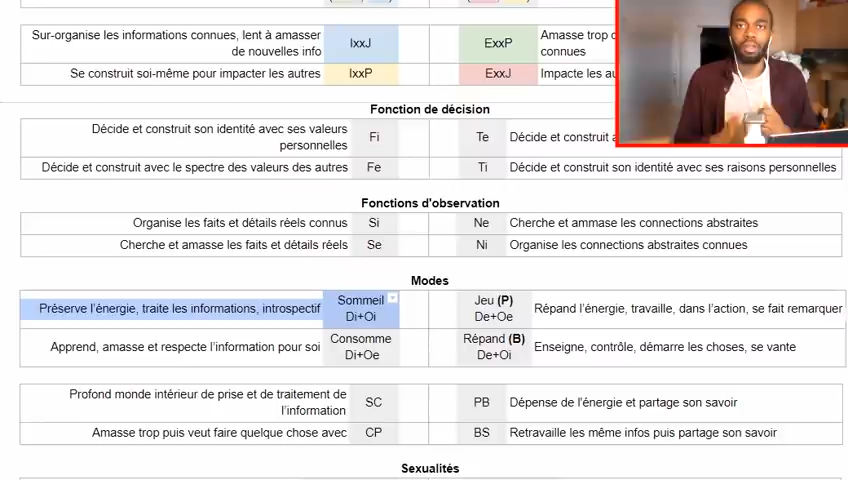 Sur-organise les informations connues, lent à amasser
de nouvelles info
IxxJ
ExxP
Amasse trop
connues
Se construit soi-même pour impacter les autres
IxxP
ExxJ
Impacte les
Fonction de décision
Décide et construit son identité avec ses valeurs
personnelles
Fi
Te
Décide et construit
Décide et construit avec le spectre des valeurs des autres
Fe
Ti
Décide et construit son identité avec ses raisons personnelles
Fonctions d'observation
Organise les faits et détails réels connus
Si
Ne
Cherche et ammase les connections abstraites
Cherche et amasse les faits et détails réels
Se
Ni
Organise les connections abstraites connues
Modes
Préserve l'énergie, traite les informations, introspectif
Sommeil
Di+Oi
Jeu (P)
De+Oe
Répand l'énergie, travaille, dans l'action, se fait remarquer
Apprend, amasse et respecte l'information pour soi
Consomme
Di+Oe
Répand (B)
De+Oi
Enseigne, contrôle, démarre les choses, se vante
Profond monde intérieur de prise et de traitement de
l'information
SC
PB
Dépense de l'énergie et partage son savoir
Amasse trop puis veut faire quelque chose avec
CP
BS
Retravaille les même infos puis partage son savoir
Sexualités